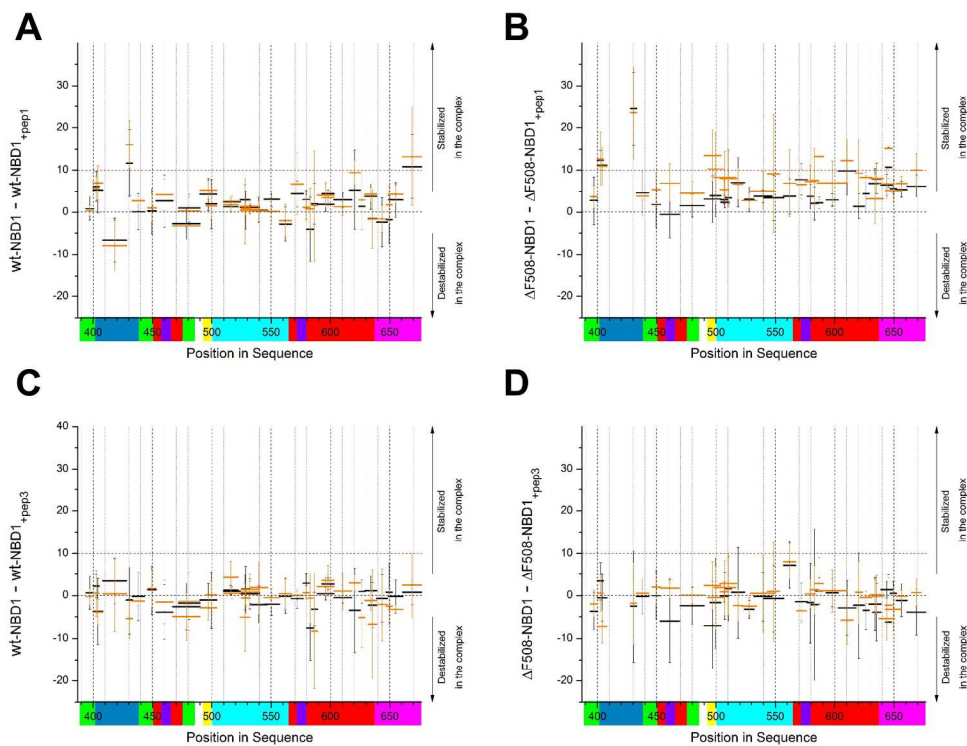 A
B
wt-NBD1 − wt-NBD1+pep1
30
20
10
0
-10
-20
Stabilized
in the complex
Destabilized
in the complex
400 450 500 550 600 650
Position in Sequence
ΔF508-NBD1 − ΔF508-NBD1+pep1
30
20
10
0
-10
-20
Stabilized
in the complex
Destabilized
in the complex
400 450 500 550 600 650
Position in Sequence
C
D
wt-NBD1 − wt-NBD1+pep3
40
30
20
10
0
-10
-20
Stabilized
in the complex
Destabilized
in the complex
400 450 500 550 600 650
Position in Sequence
ΔF508-NBD1 − ΔF508-NBD1+pep3
30
20
10
0
-10
-20
Stabilized
in the complex
Destabilized
in the complex
400 450 500 550 600 650
Position in Sequence